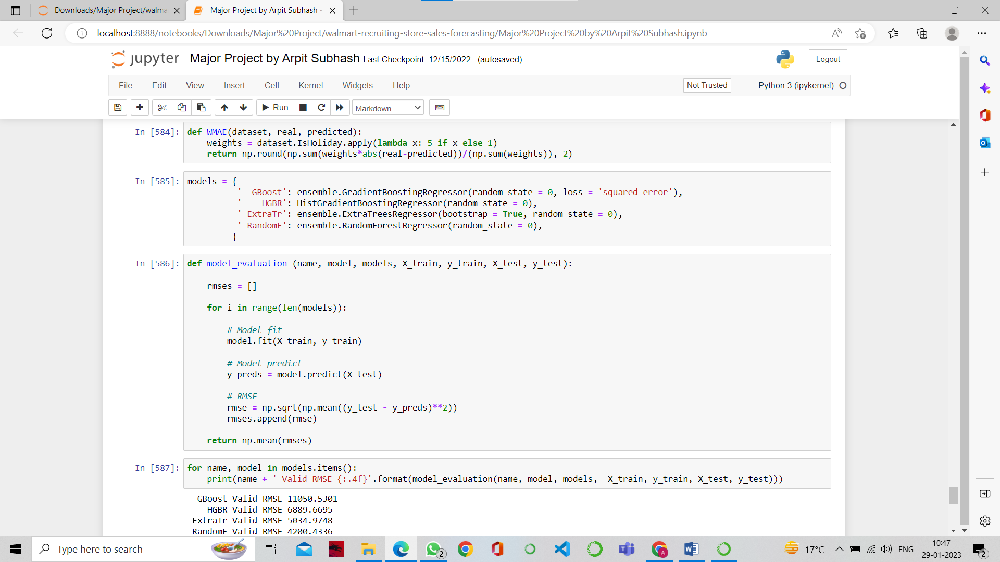 Downloads/Major Project/walma
Major Project by Arpit Subhash -
localhost:8888/notebooks/Downloads/Major%20Project/walmart-recruiting-store-sales-forecasting/Major%20Project%20by%20Arpit%20Subhash.ipynb
jupyter Major Project by Arpit Subhash Last Checkpoint: 12/15/2022 (autosaved)
Logout
File Edit View Insert Cell Kernel Widgets Help
Not Trusted
Python 3 (ipykernel)
Run
Markdown
In [584]: def WMAE(dataset, real, predicted):
    weights = dataset.IsHoliday.apply(lambda x: 5 if x else 1)
    return np.round(np.sum(weights*abs(real-predicted))/(np.sum(weights)), 2)
In [585]: models = {
          '  GBoost': ensemble.GradientBoostingRegressor(random_state = 0, loss = 'squared_error'),
          '    HGBR': HistGradientBoostingRegressor(random_state = 0),
          ' ExtraTr': ensemble.ExtraTreesRegressor(bootstrap = True, random_state = 0),
          ' RandomF': ensemble.RandomForestRegressor(random_state = 0),
         }
In [586]: def model_evaluation (name, model, models, X_train, y_train, X_test, y_test):
    rmses = []
    for i in range(len(models)):
        # Model fit
        model.fit(X_train, y_train)
        # Model predict
        y_preds = model.predict(X_test)
        # RMSE
        rmse = np.sqrt(np.mean((y_test - y_preds)**2))
        rmses.append(rmse)
    return np.mean(rmses)
In [587]: for name, model in models.items():
    print(name + ' Valid RMSE {:.4f}'.format(model_evaluation(name, model, models,  X_train, y_train, X_test, y_test)))
  GBoost Valid RMSE 11050.5301
    HGBR Valid RMSE 6889.6695
 ExtraTr Valid RMSE 5034.9748
 RandomF Valid RMSE 4200.4336
Type here to search
2
17°C
ENG
10:47
29-01-2023
2